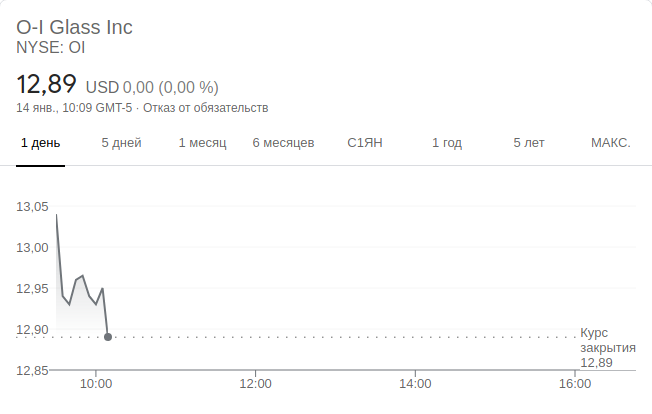 O-I Glass Inc
NYSE: OI
12,89 USD 0,00 (0,00 %)
14 янв., 10:09 GMT-5 · Отказ от обязательств
1 день 5 дней 1 месяц 6 месяцев С1ЯН 1 год 5 лет МАКС.
13,05
13,00
12,95
12,90
Курс
закрытия
12,89
12,85
10:00 12:00 14:00 16:00